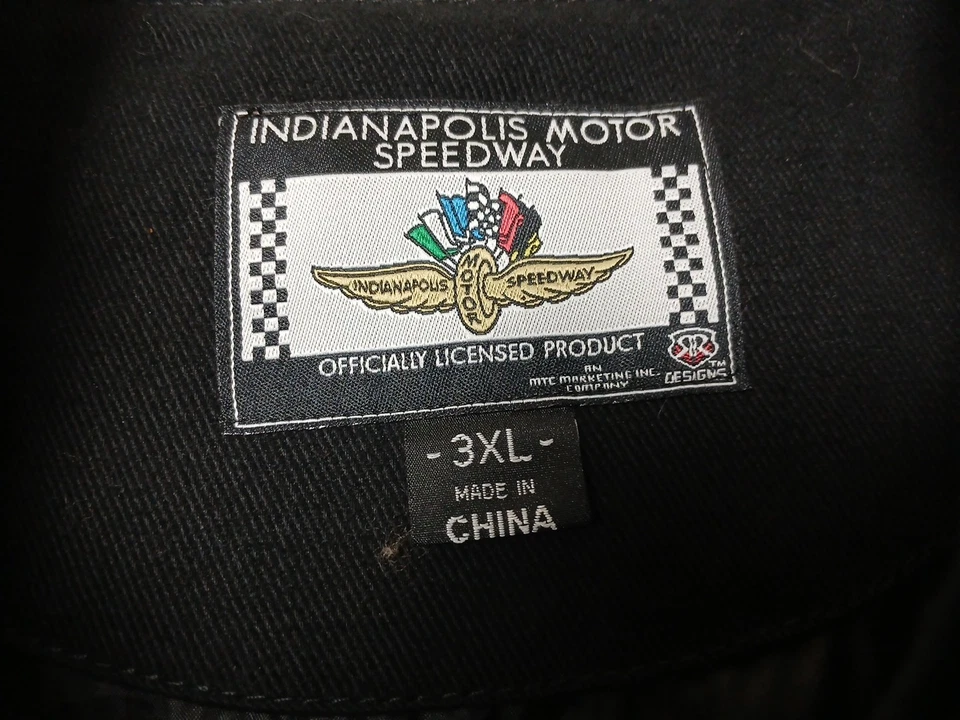 INDIANAPOLIS MOTOR
SPEEDWAY
INDIANAPOLIS MOTOR SPEEDWAY
OFFICIALLY LICENSED PRODUCT
AN
MTC MARKETING INC.
COMPANY
TM
DESIGNS
- 3XL -
MADE IN
CHINA